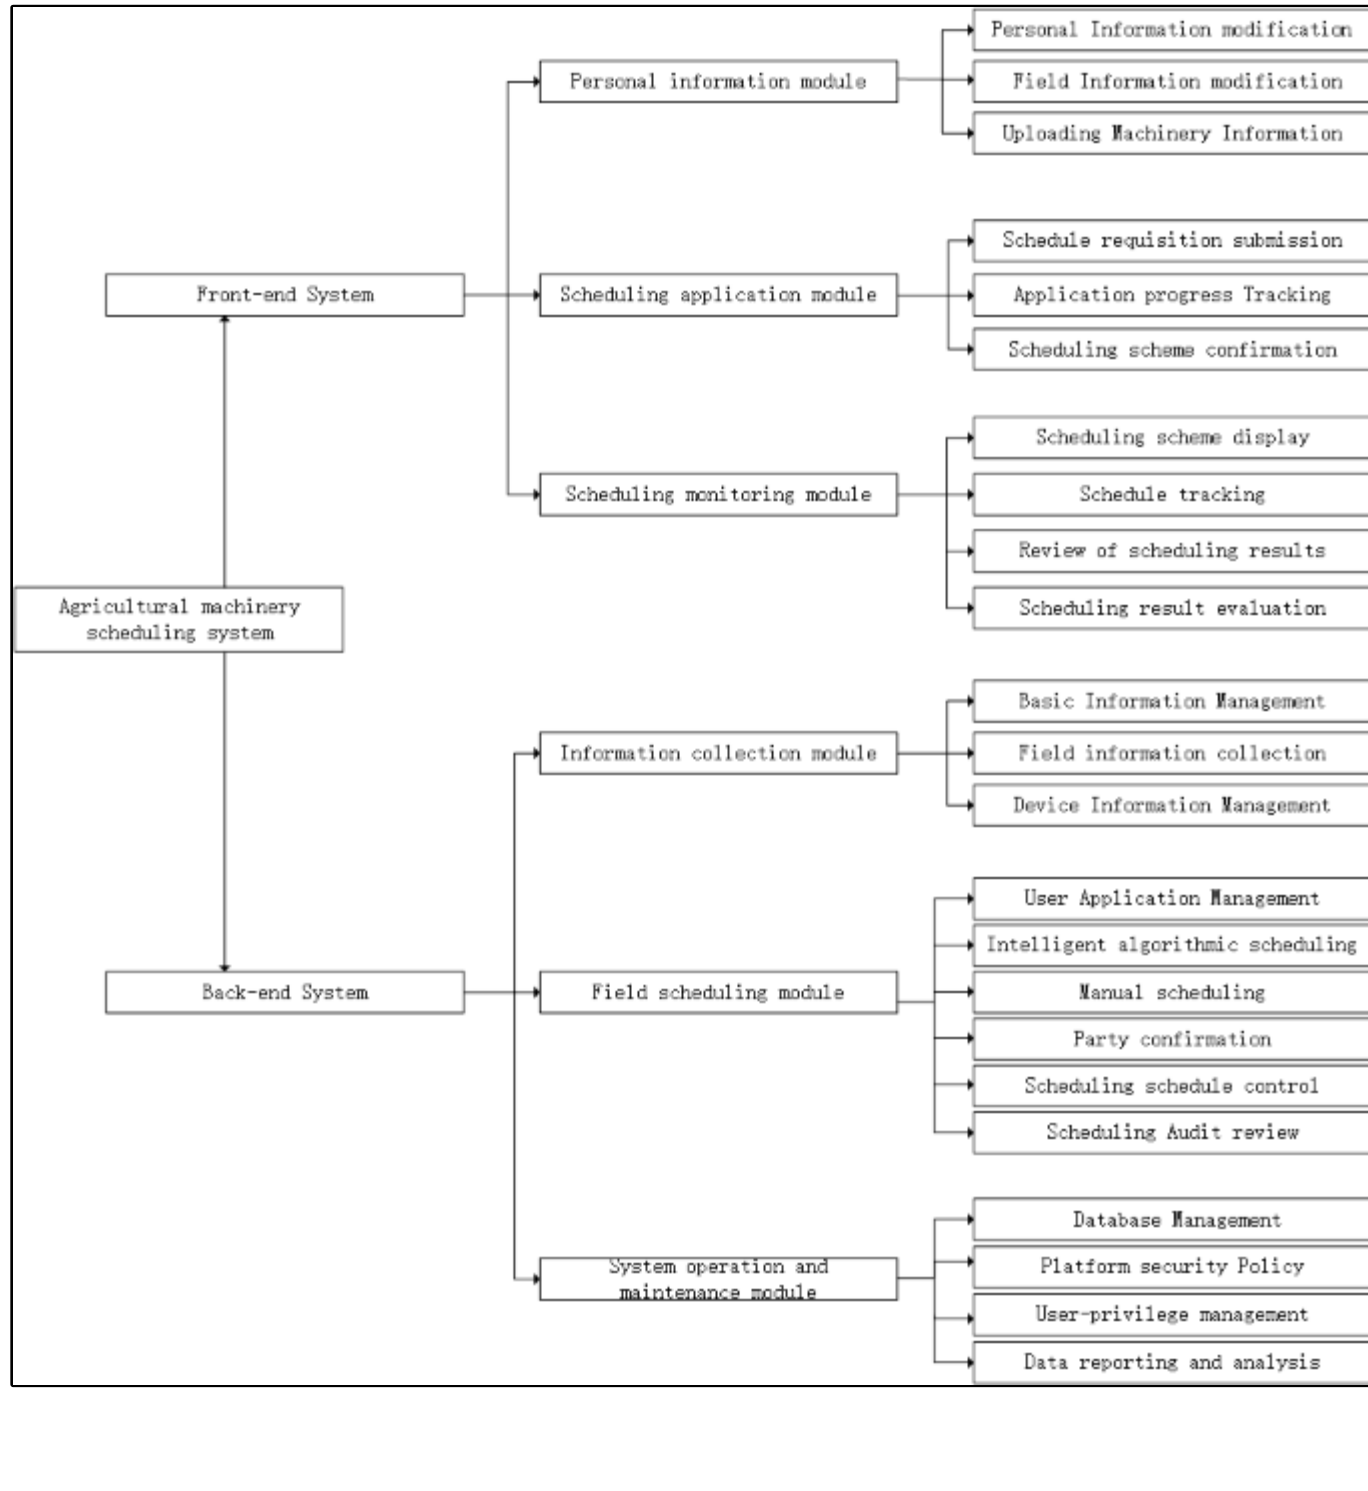 Personal Information modification
Personal information module
Field Information modification
Uploading Machinery Information
Schedule requisition submission
Front-end System
Scheduling application module
Application progress Tracking
Scheduling scheme confirmation
Scheduling scheme display
Scheduling monitoring module
Schedule tracking
Review of scheduling results
Scheduling result evaluation
Agricultural machinery
scheduling system
Basic Information Management
Information collection module
Field information collection
Device Information Management
User Application Management
Intelligent algorithmic scheduling
Back-end System
Field scheduling module
Manual scheduling
Party confirmation
Scheduling schedule control
Scheduling Audit review
Database Management
System operation and
maintenance module
Platform security Policy
User-privilege management
Data reporting and analysis